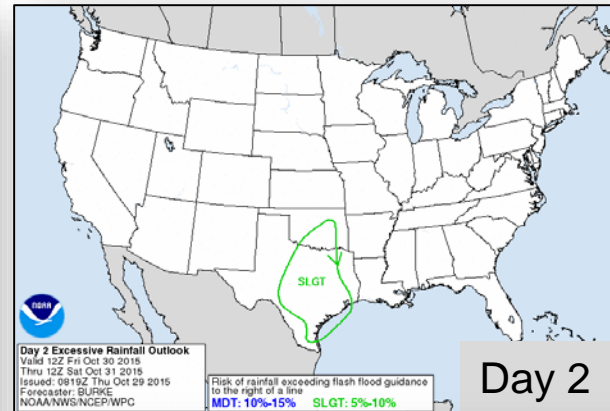 SLGT
NOAA
Day 2 Excessive Rainfall Outlook
Valid 12Z Fri Oct 30 2015
Thru 12Z Sat Oct 31 2015
Issued: 0819Z Thu Oct 29 2015
Forecaster: BURKE
NOAA/NWS/NCEP/WPC
Risk of rainfall exceeding flash flood guidance
to the right of a line
MDT: 10%-15% SLGT: 5%-10%
Day 2